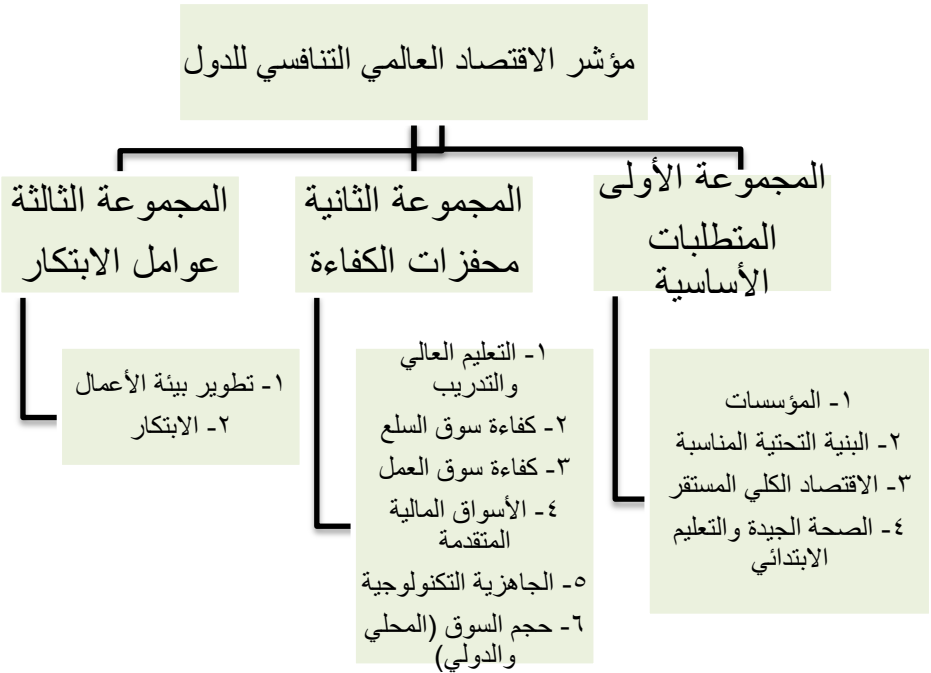 مؤشر الاقتصاد العالمي التنافسي للدول
المجموعة الأولى
المتطلبات
الأساسية
المجموعة الثانية
محفزات الكفاءة
المجموعة الثالثة
عوامل الابتكار
١- المؤسسات
٢- البنية التحتية المناسبة
٣- الاقتصاد الكلي المستقر
٤- الصحة الجيدة والتعليم
الابتدائي
١- التعليم العالي
والتدريب
٢- كفاءة سوق السلع
٣- كفاءة سوق العمل
٤- الأسواق المالية
المتقدمة
٥- الجاهزية التكنولوجية
٦- حجم السوق (المحلي
والدولي)
١- تطوير بيئة الأعمال
٢- الابتكار